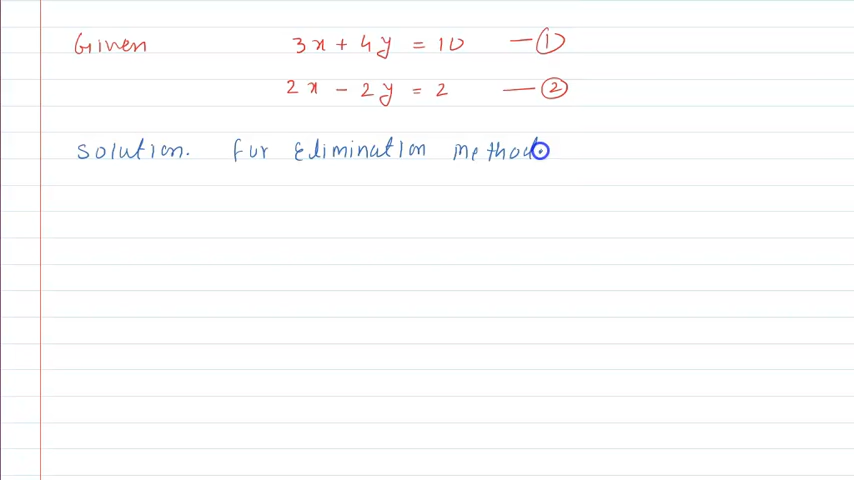 Given 3x + 4y = 10 — ①
2x - 2y = 2 — ②
Solution. For Elimination method